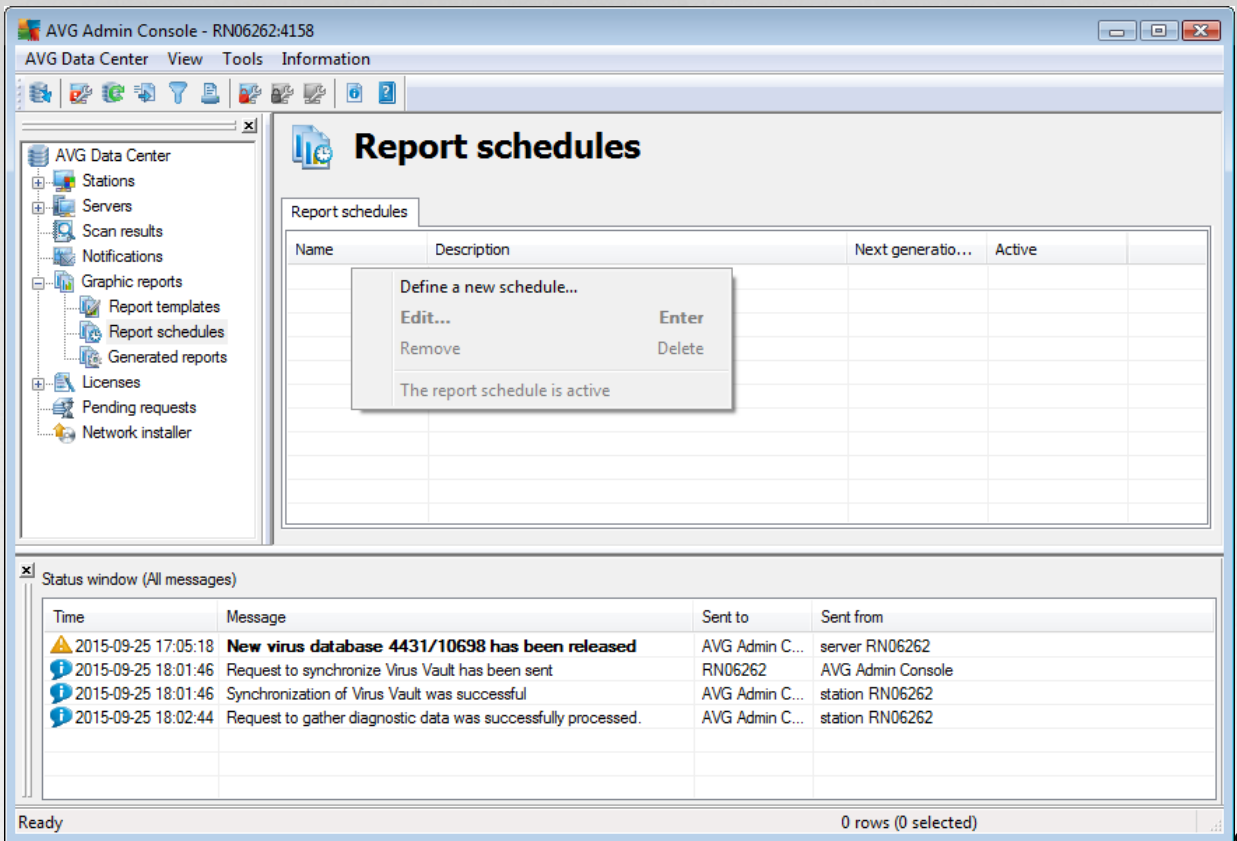 AVG Admin Console - RN06262:4158
AVG Data Center View Tools Information
AVG Data Center
Stations
Servers
Scan results
Notifications
Graphic reports
Report templates
Report schedules
Generated reports
Licenses
Pending requests
Network installer
Report schedules
Report schedules
Name Description Next generatio... Active
Define a new schedule...
Edit... Enter
Remove Delete
The report schedule is active
Status window (All messages)
Time Message Sent to Sent from
2015-09-25 17:05:18 New virus database 4431/10698 has been released AVG Admin C... server RN06262
2015-09-25 18:01:46 Request to synchronize Virus Vault has been sent RN06262 AVG Admin Console
2015-09-25 18:01:46 Synchronization of Virus Vault was successful AVG Admin C... station RN06262
2015-09-25 18:02:44 Request to gather diagnostic data was successfully processed. AVG Admin C... station RN06262
Ready 0 rows (0 selected)